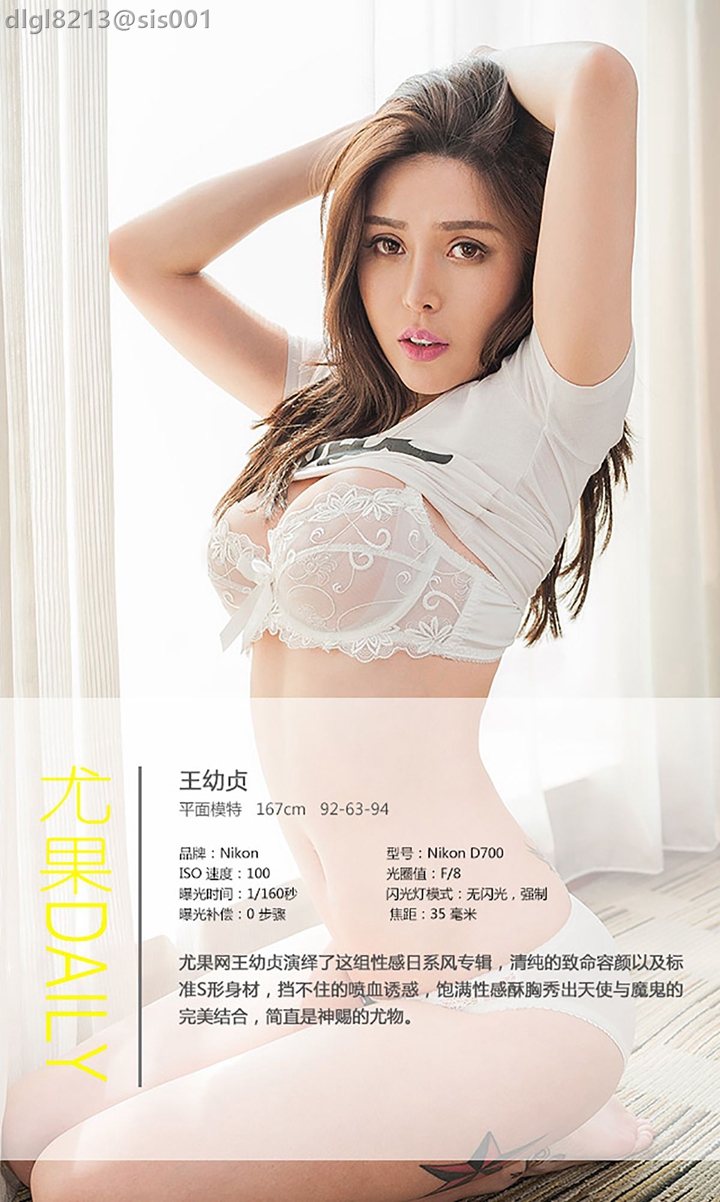 dlgl8213@sis001
尤果DAILY
王幼贞
平面模特 167cm 92-63-94
品牌：Nikon 型号：Nikon D700
ISO 速度：100 光圈值：F/8
曝光时间：1/160秒 闪光灯模式：无闪光，强制
曝光补偿：0 步骤 焦距：35 毫米
尤果网王幼贞演绎了这组性感日系风专辑，清纯的致命容颜以及标
准S形身材，挡不住的喷血诱惑，饱满性感酥胸秀出天使与魔鬼的
完美结合，简直是神赐的尤物。